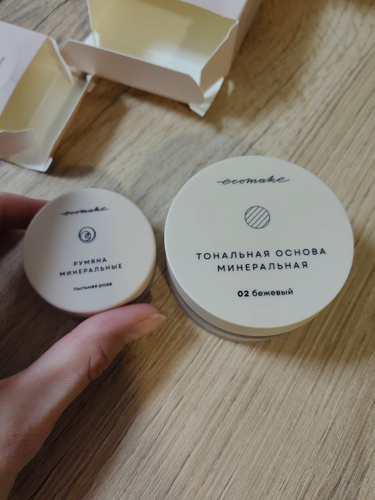 ecomake
РУМЯНА
МИНЕРАЛЬНЫЕ
пыльная роза
ecomake
ТОНАЛЬНАЯ ОСНОВА
МИНЕРАЛЬНАЯ
02 бежевый